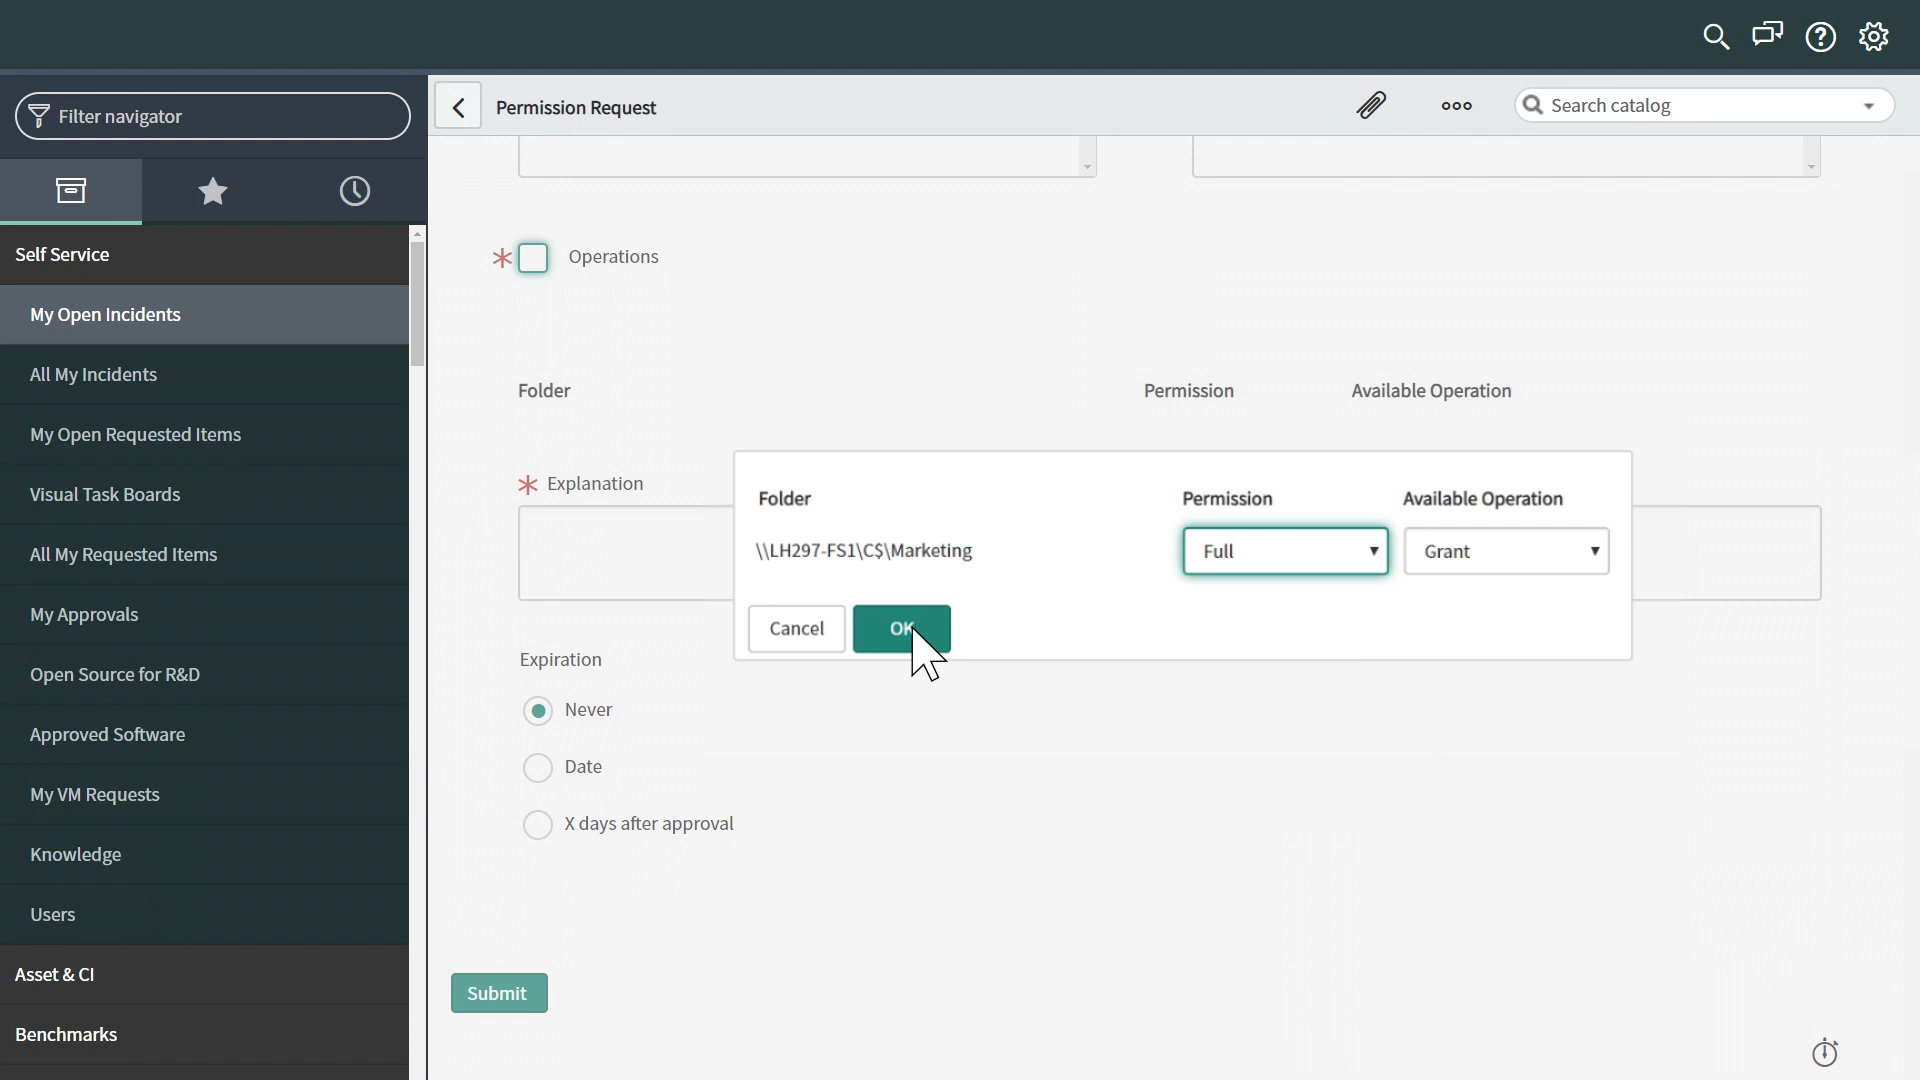 Filter navigator
Permission Request
Search catalog
Self Service
My Open Incidents
All My Incidents
My Open Requested Items
Visual Task Boards
All My Requested Items
My Approvals
Open Source for R&D
Approved Software
My VM Requests
Knowledge
Users
Asset & CI
Benchmarks
* Operations
Folder Permission Available Operation
* Explanation
Folder Permission Available Operation
\\LH297-FS1\C$\Marketing Full Grant
Cancel OK
Expiration
Never
Date
X days after approval
Submit